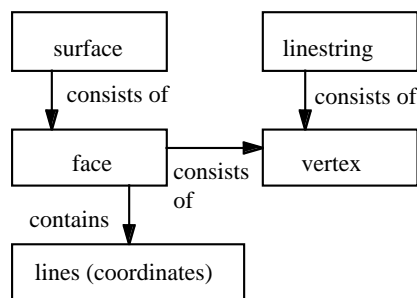 surface
linestring
consists of
consists of
face
consists
of
vertex
contains
lines (coordinates)